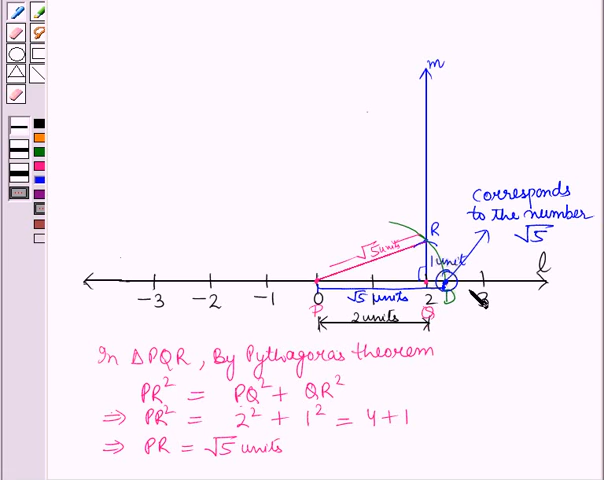 m
Corresponds
to the number
√5
R
√5 units
1 unit
l
-3 -2 -1 0 √5 units 2 3
P Q D
2 units
In ΔPQR, By Pythagoras theorem
PR² = PQ² + QR²
⇒ PR² = 2² + 1² = 4+1
⇒ PR = √5 units